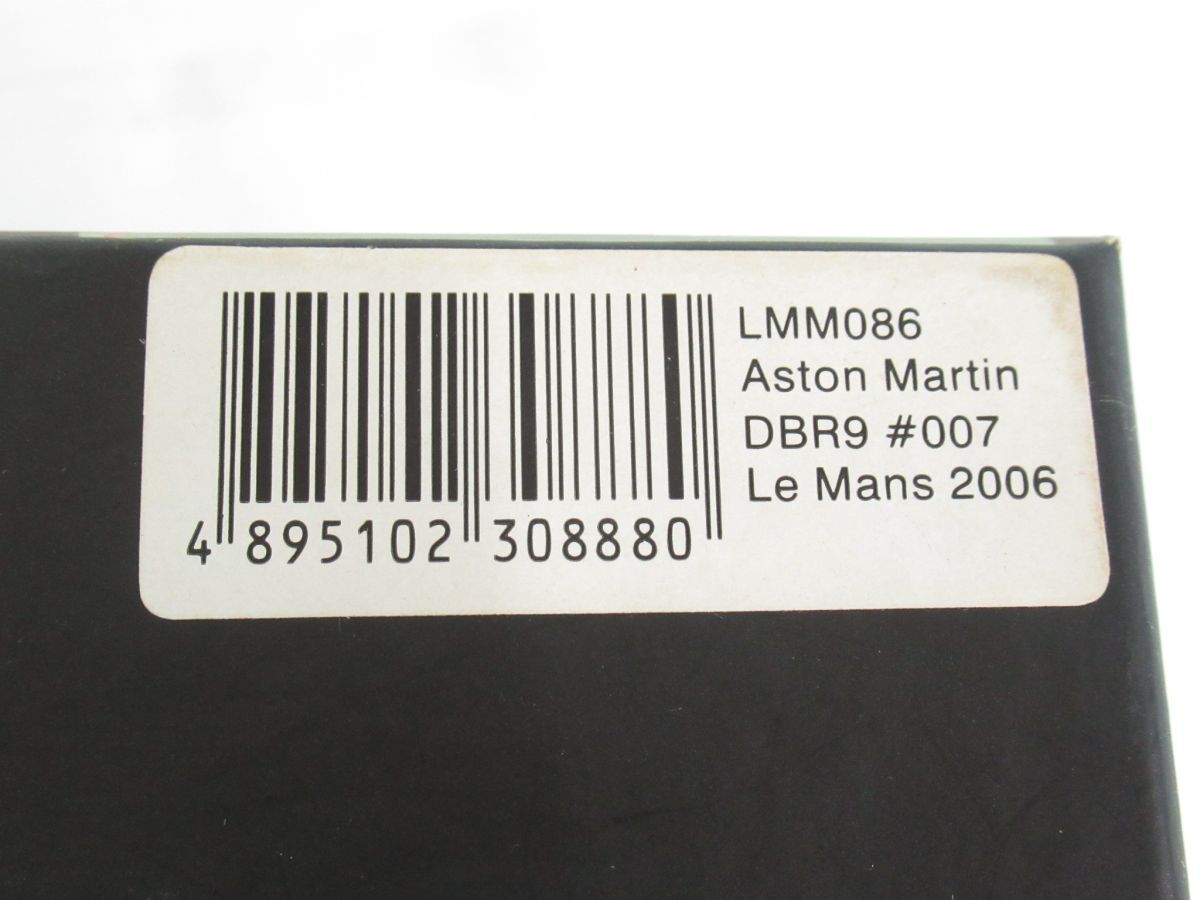 LMM086
Aston Martin
DBR9 #007
Le Mans 2006
4 895102 308880